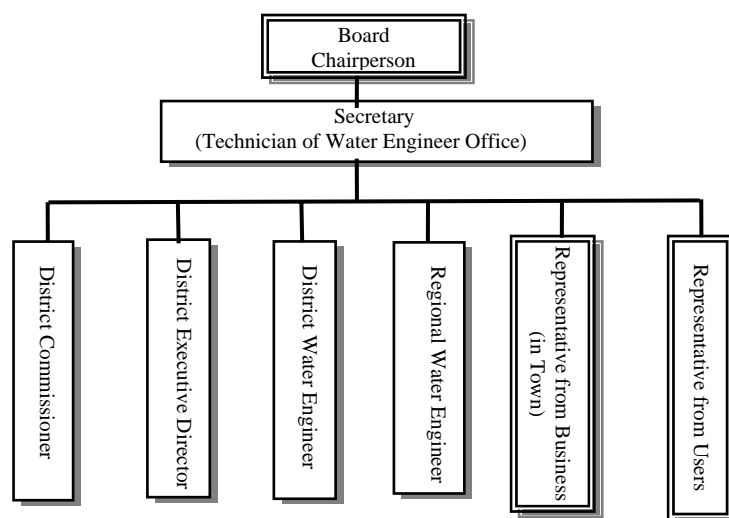 Board
Chairperson
Secretary
(Technician of Water Engineer Office)
District Commissioner
District Executive Director
District Water Engineer
Regional Water Engineer
Representative from Business
(in Town)
Representative from Users